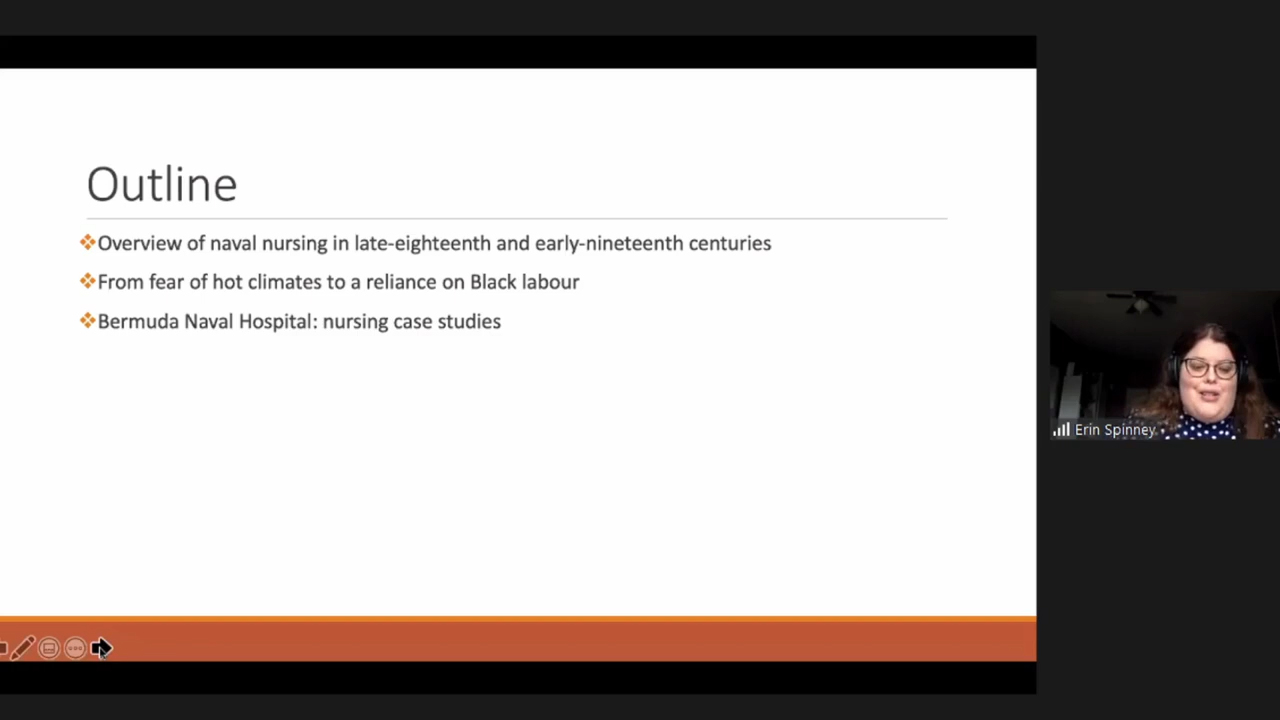 Outline
Overview of naval nursing in late-eighteenth and early-nineteenth centuries
From fear of hot climates to a reliance on Black labour
Bermuda Naval Hospital: nursing case studies
Erin Spinney